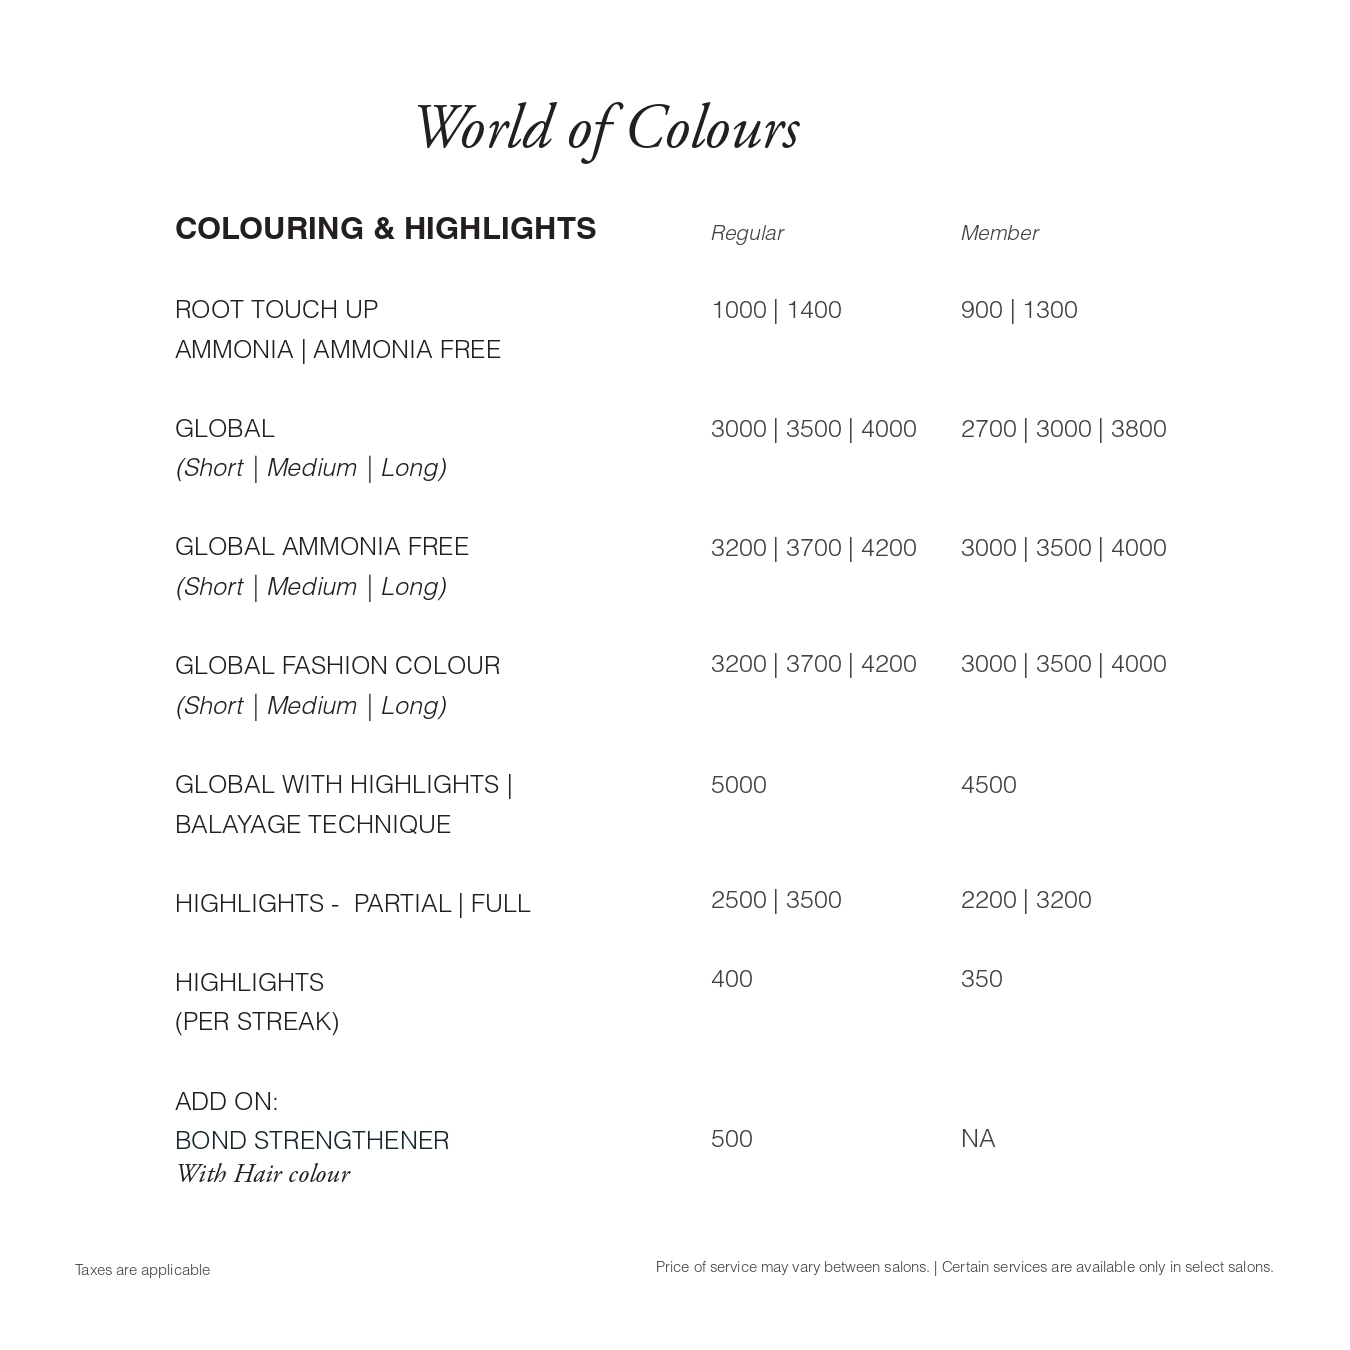 World of Colours
COLOURING & HIGHLIGHTS Regular Member
ROOT TOUCH UP 1000 | 1400 900 | 1300
AMMONIA | AMMONIA FREE
GLOBAL 3000 | 3500 | 4000 2700 | 3000 | 3800
(Short | Medium | Long)
GLOBAL AMMONIA FREE 3200 | 3700 | 4200 3000 | 3500 | 4000
(Short | Medium | Long)
GLOBAL FASHION COLOUR 3200 | 3700 | 4200 3000 | 3500 | 4000
(Short | Medium | Long)
GLOBAL WITH HIGHLIGHTS | 5000 4500
BALAYAGE TECHNIQUE
HIGHLIGHTS - PARTIAL | FULL 2500 | 3500 2200 | 3200
HIGHLIGHTS 400 350
(PER STREAK)
ADD ON:
BOND STRENGTHENER 500 NA
With Hair colour
Taxes are applicable Price of service may vary between salons. | Certain services are available only in select salons.